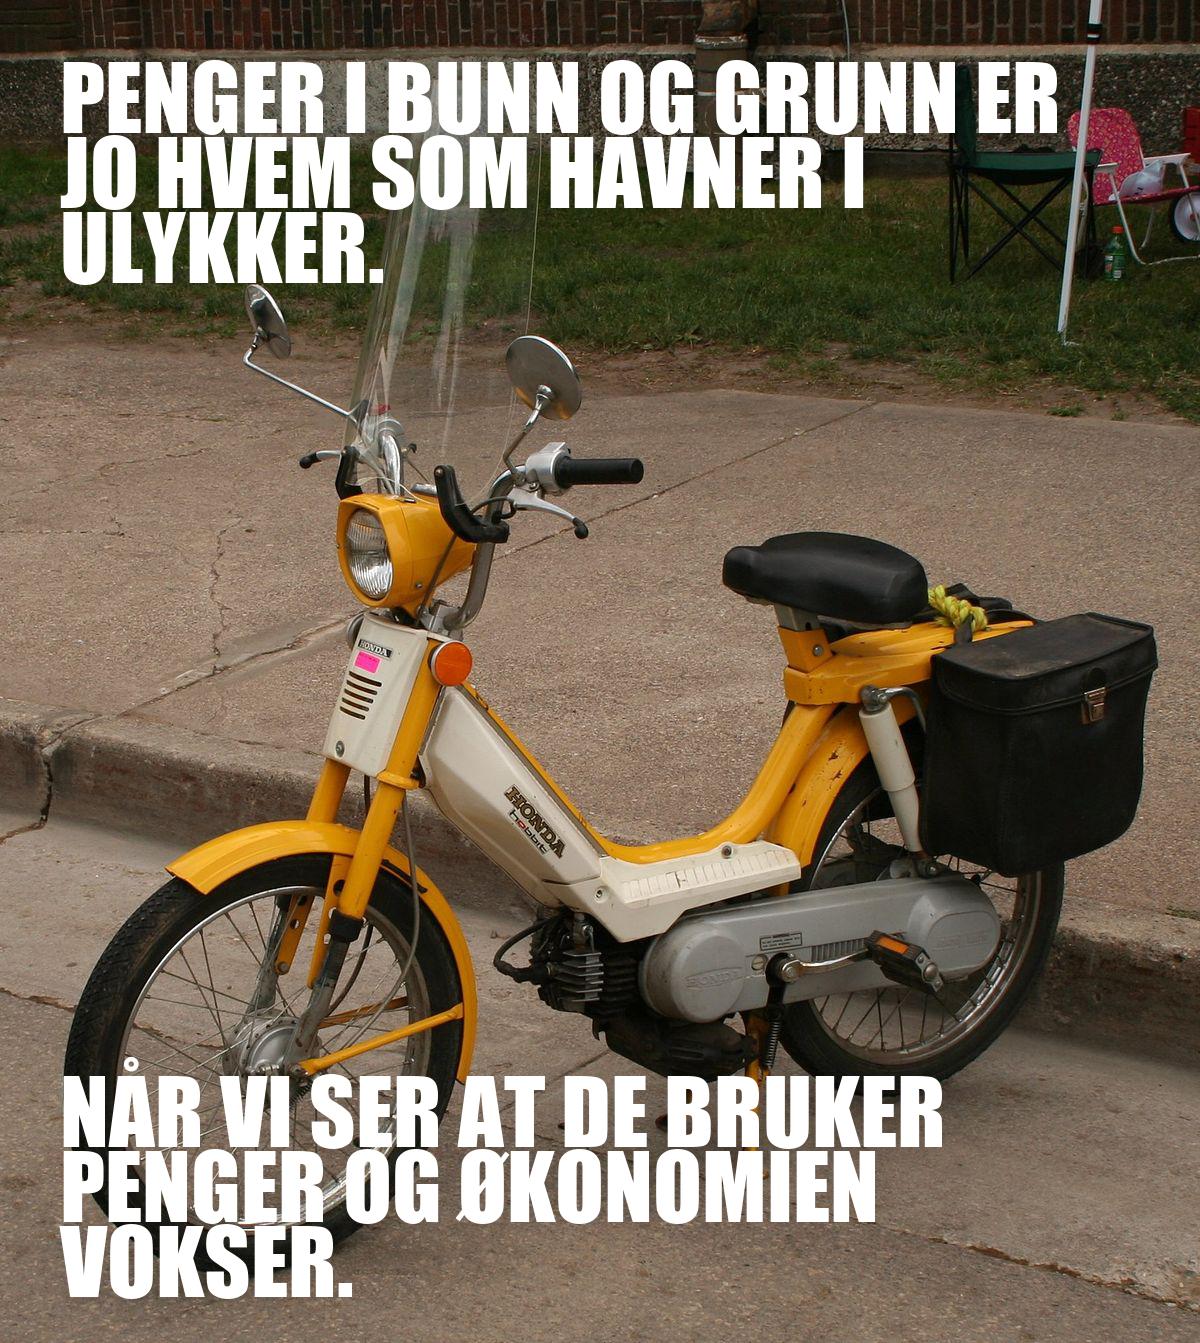 PENGER I BUNN OG GRUNN ER
JO HVEM SOM HAVNER I
ULYKKER.
HONDA
HONDA
hobbit
HONDA
NÅR VI SER AT DE BRUKER
PENGER OG ØKONOMIEN
VOKSER.